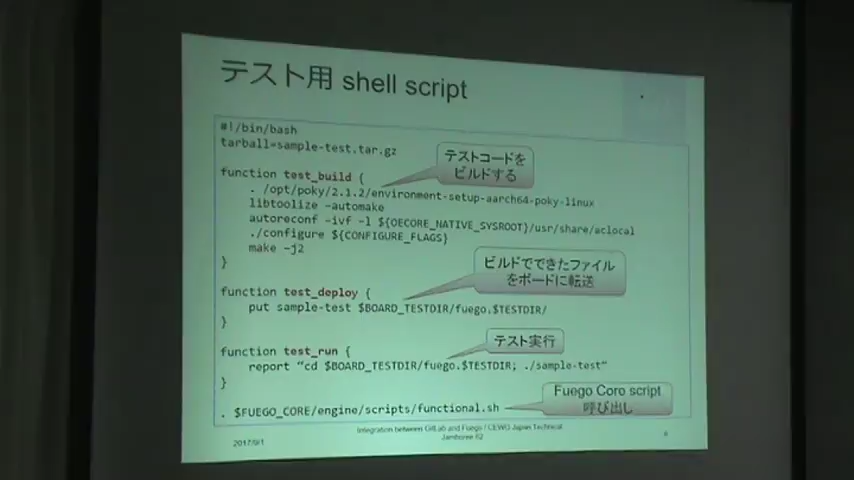 テスト用 shell script
#!/bin/bash
tarball=sample-test.tar.gz
function test_build {
テストコードを
ビルドする
. /opt/poky/2.1.2/environment-setup-aarch64-poky-linux
libtoolize –automake
autoreconf –ivf –l ${OECORE_NATIVE_SYSROOT}/usr/share/aclocal
./configure ${CONFIGURE_FLAGS}
make –j2
}
ビルドでできたファイル
をボードに転送
function test_deploy {
put sample-test $BOARD_TESTDIR/fuego.$TESTDIR/
}
テスト実行
function test_run {
report “cd $BOARD_TESTDIR/fuego.$TESTDIR; ./sample-test”
}
Fuego Coro script
呼び出し
. $FUEGO_CORE/engine/scripts/functional.sh
2017/9/1
Integration between GitLab and Fuego / CEWG Japan Technical
Jamboree 62
6